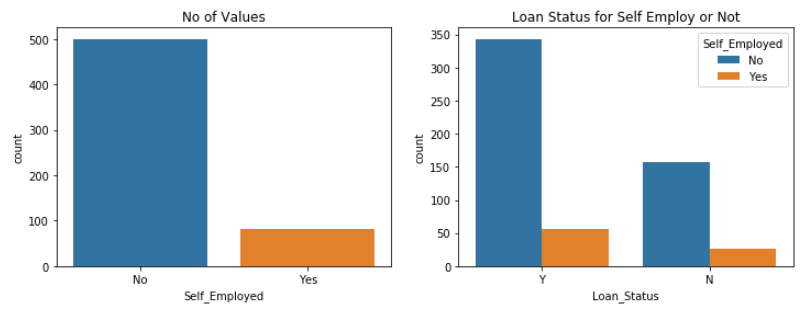 No of Values
500
400
300
200
100
0
count
No
Yes
Self_Employed
Loan Status for Self Employ or Not
350
300
250
200
150
100
50
0
count
Self_Employed
No
Yes
Y
N
Loan_Status